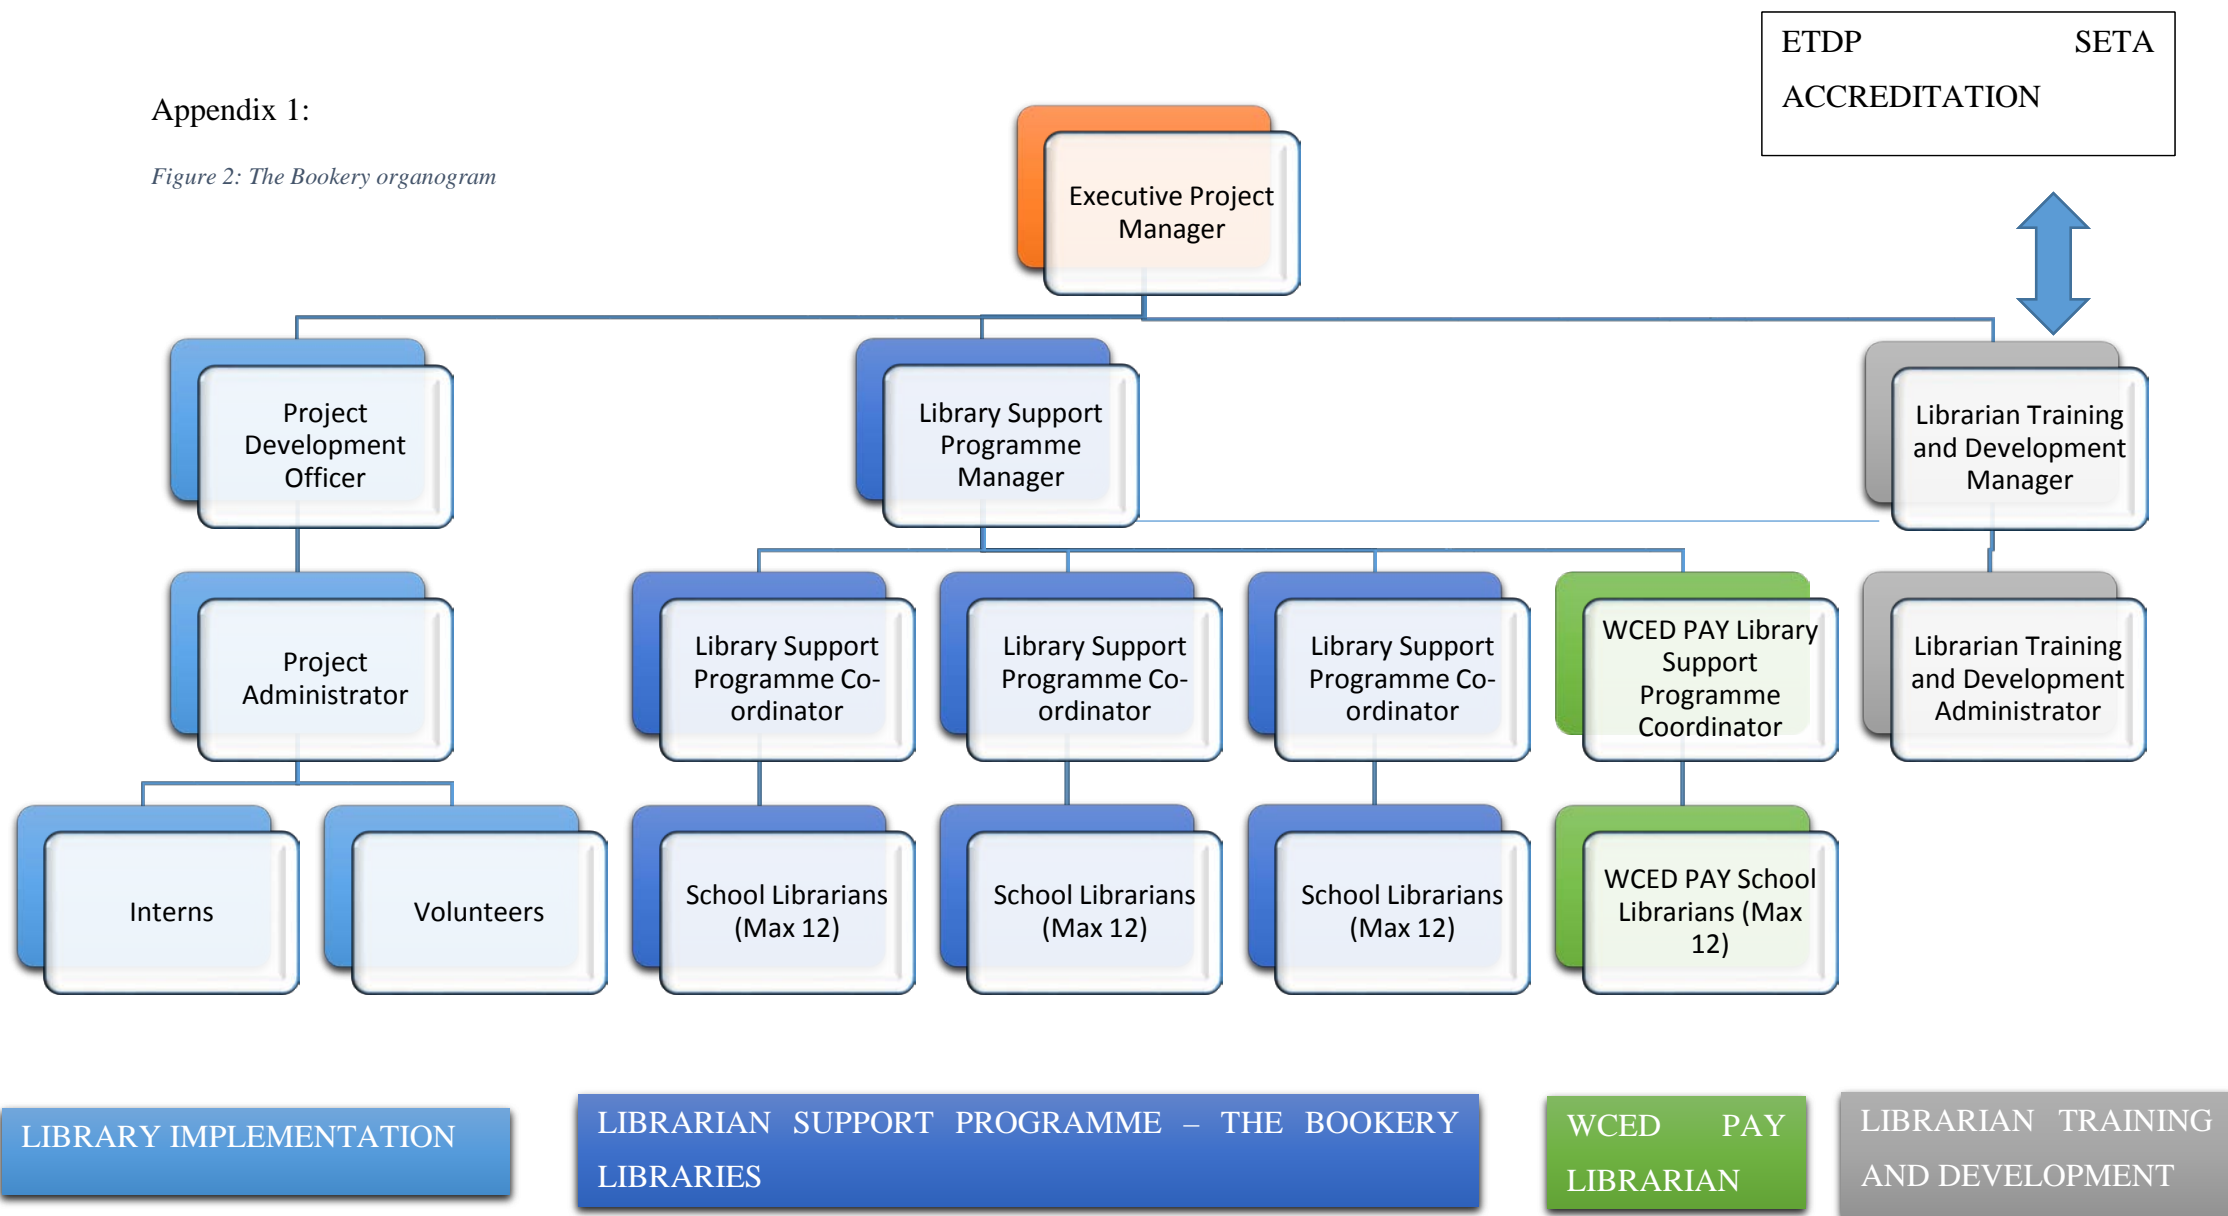 ETDP SETA
ACCREDITATION
Appendix 1:
Figure 2: The Bookery organogram
Executive Project
Manager
Project
Development
Officer
Library Support
Programme
Manager
Librarian Training
and Development
Manager
Project
Administrator
Library Support
Programme Co-
ordinator
Library Support
Programme Co-
ordinator
Library Support
Programme Co-
ordinator
WCED PAY Library
Support
Programme
Coordinator
Librarian Training
and Development
Administrator
Interns
Volunteers
School Librarians
(Max 12)
School Librarians
(Max 12)
School Librarians
(Max 12)
WCED PAY School
Librarians (Max
12)
LIBRARY IMPLEMENTATION
LIBRARIAN SUPPORT PROGRAMME – THE BOOKERY
LIBRARIES
WCED PAY
LIBRARIAN
LIBRARIAN TRAINING
AND DEVELOPMENT